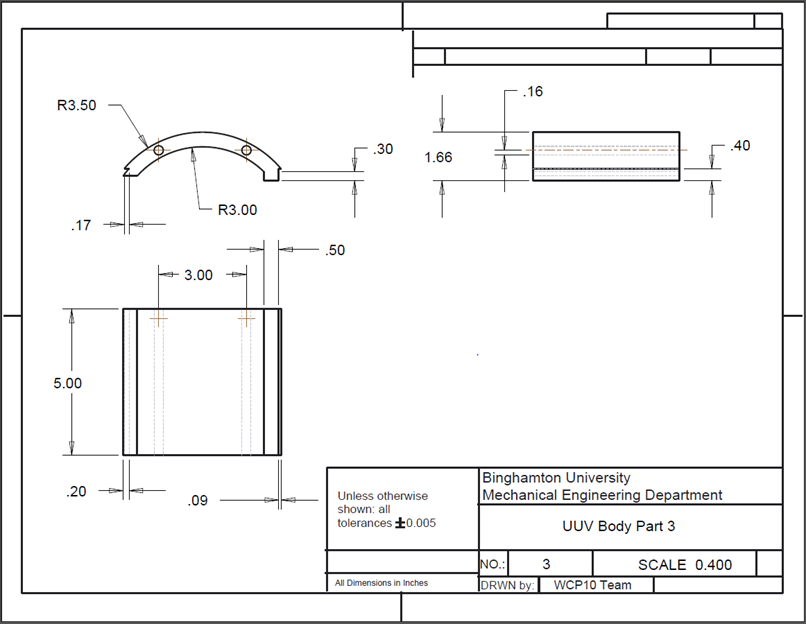 .16
R3.50
.30
1.66
.40
R3.00
.17
.50
3.00
5.00
.20
.09
Unless otherwise
shown: all
tolerances ±0.005
Binghamton University
Mechanical Engineering Department
UUV Body Part 3
NO.: 3 SCALE 0.400
All Dimensions in Inches
DRWN by: WCP10 Team